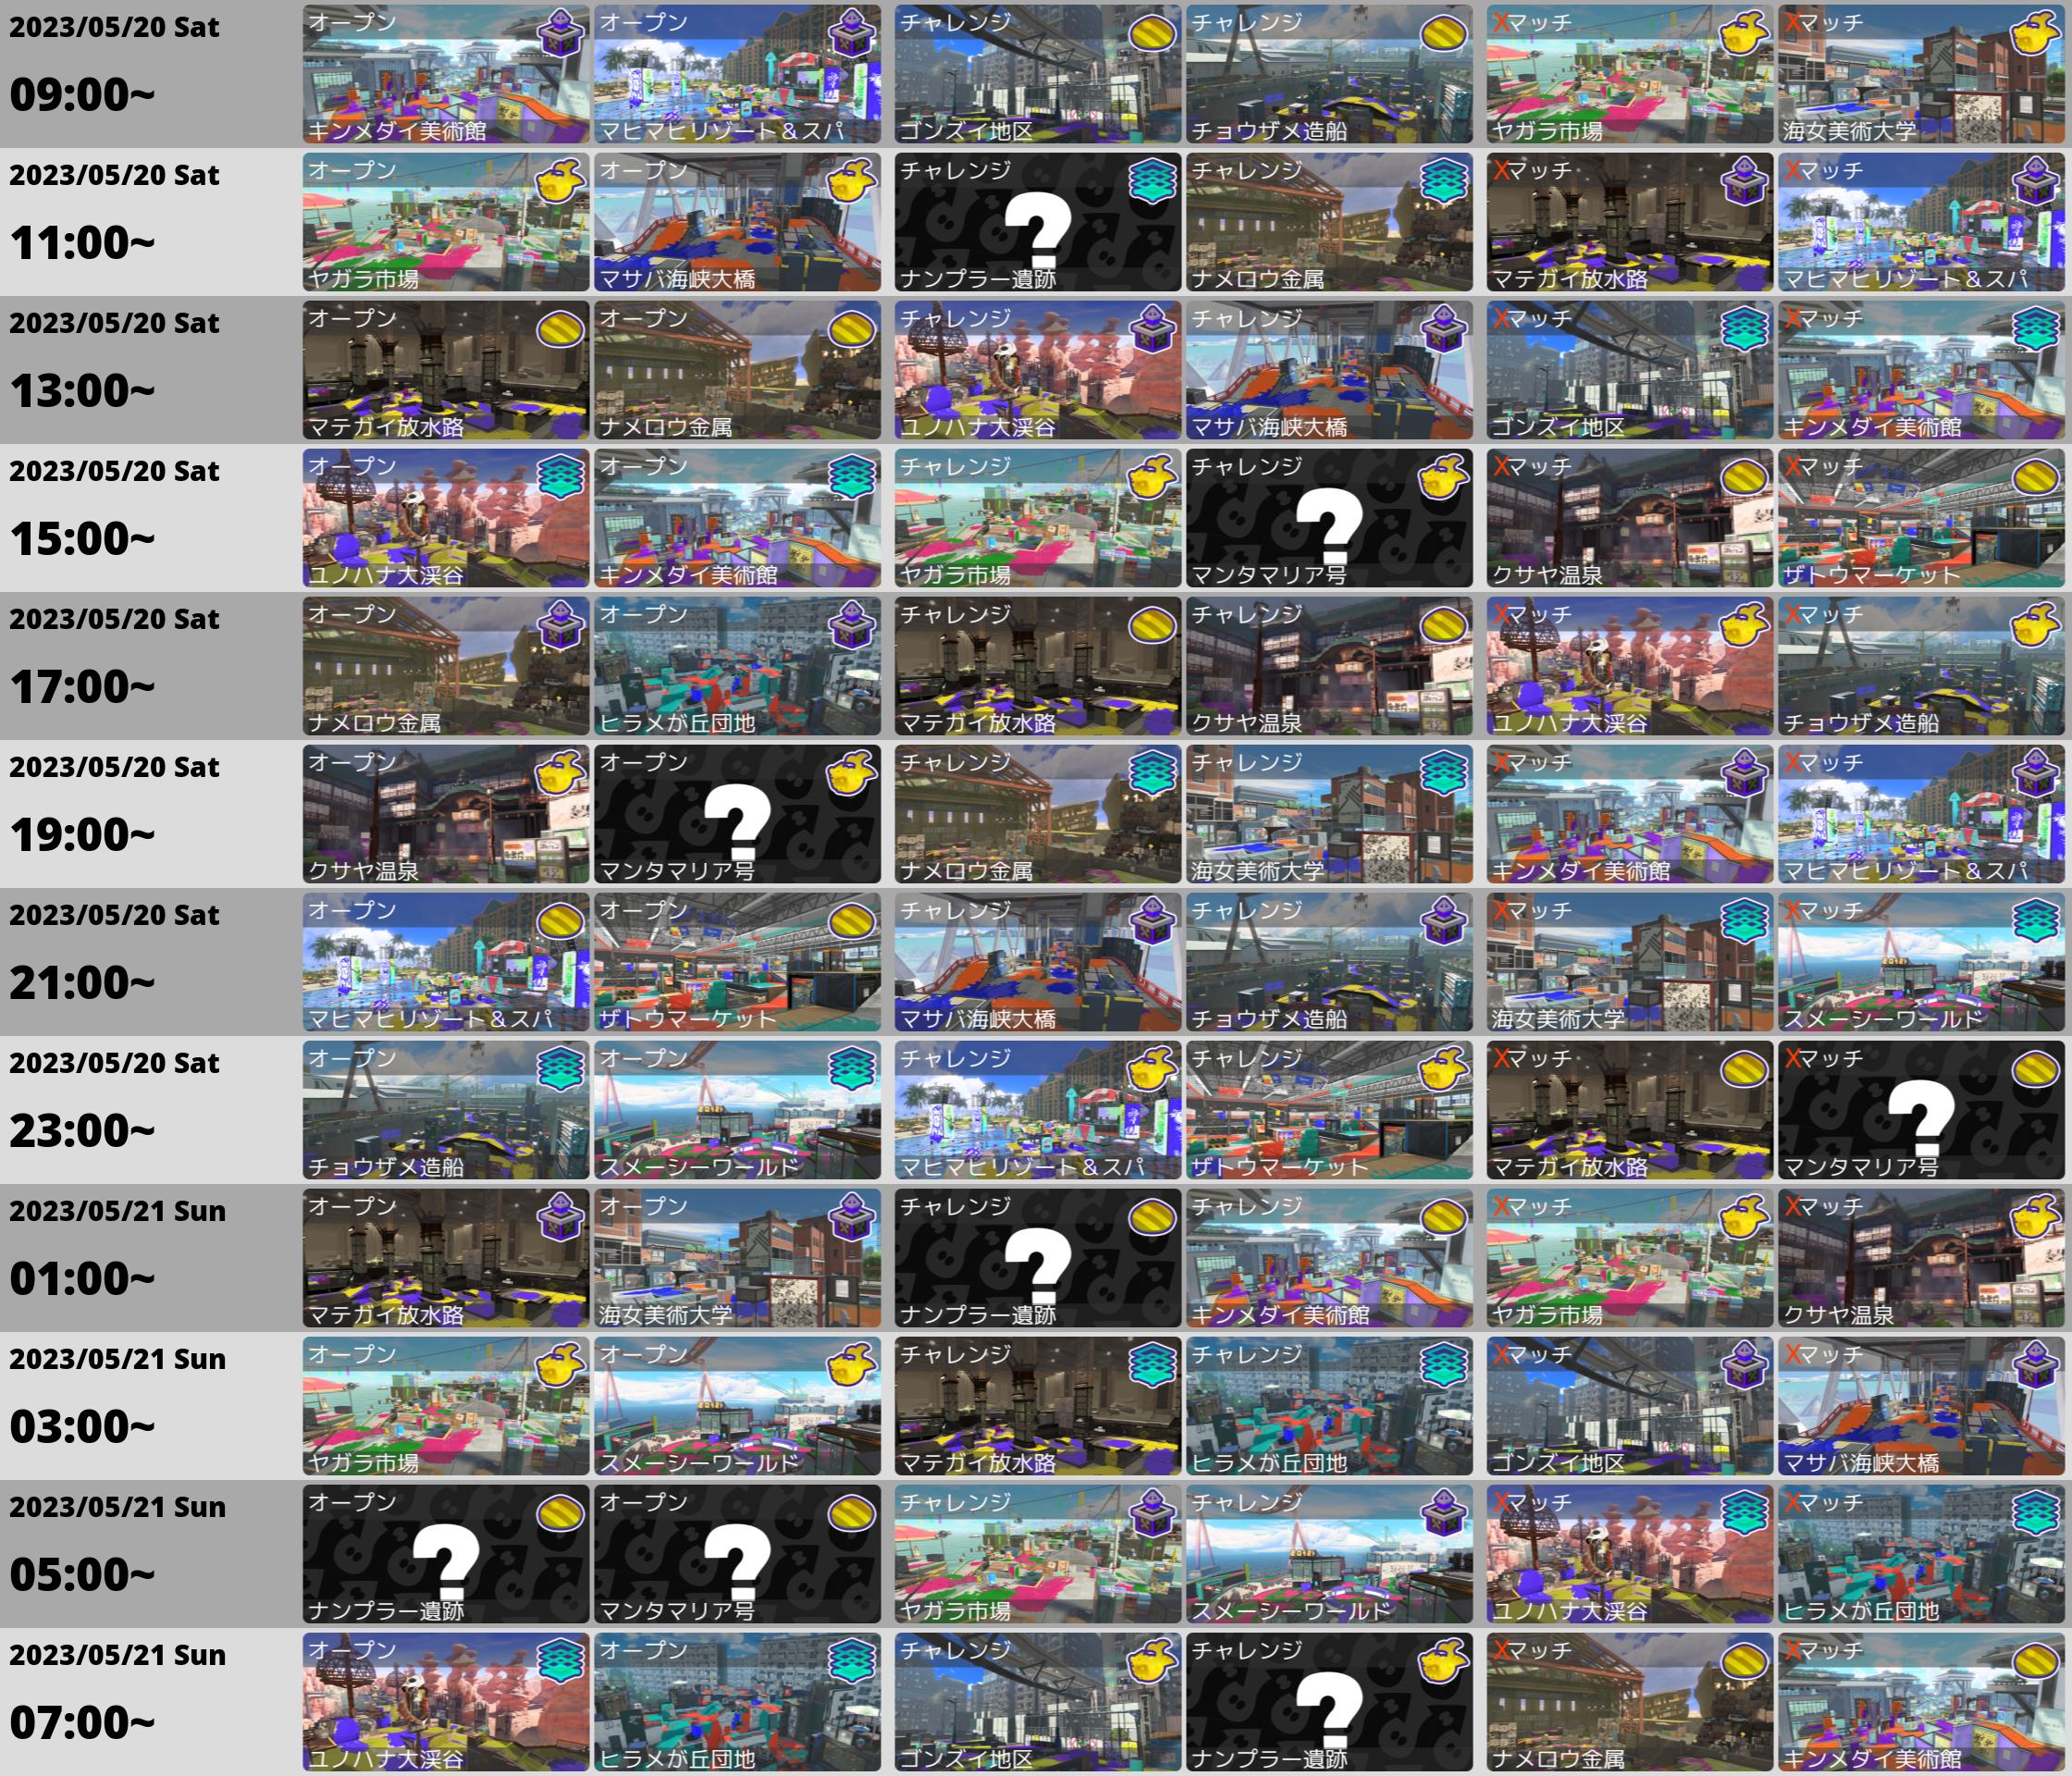 2023/05/20 Sat
09:00~
オープン
キンメダイ美術館
オープン
マヒマヒリゾート＆スパ
チャレンジ
ゴンズイ地区
チャレンジ
チョウザメ造船
Xマッチ
ヤガラ市場
Xマッチ
海女美術大学
2023/05/20 Sat
11:00~
オープン
ヤガラ市場
オープン
マサバ海峡大橋
チャレンジ
ナンプラー遺跡
チャレンジ
ナメロウ金属
Xマッチ
マテガイ放水路
Xマッチ
マヒマヒリゾート＆スパ
2023/05/20 Sat
13:00~
オープン
マテガイ放水路
オープン
ナメロウ金属
チャレンジ
ユノハナ大渓谷
チャレンジ
マサバ海峡大橋
Xマッチ
ゴンズイ地区
Xマッチ
キンメダイ美術館
2023/05/20 Sat
15:00~
オープン
ユノハナ大渓谷
オープン
キンメダイ美術館
チャレンジ
ヤガラ市場
チャレンジ
マンタマリア号
Xマッチ
クサヤ温泉
Xマッチ
ザトウマーケット
2023/05/20 Sat
17:00~
オープン
ナメロウ金属
オープン
ヒラメが丘団地
チャレンジ
マテガイ放水路
チャレンジ
クサヤ温泉
Xマッチ
ユノハナ大渓谷
Xマッチ
チョウザメ造船
2023/05/20 Sat
19:00~
オープン
クサヤ温泉
オープン
マンタマリア号
チャレンジ
ナメロウ金属
チャレンジ
海女美術大学
Xマッチ
キンメダイ美術館
Xマッチ
マヒマヒリゾート＆スパ
2023/05/20 Sat
21:00~
オープン
マヒマヒリゾート＆スパ
オープン
ザトウマーケット
チャレンジ
マサバ海峡大橋
チャレンジ
チョウザメ造船
Xマッチ
海女美術大学
Xマッチ
スメーシーワールド
2023/05/20 Sat
23:00~
オープン
チョウザメ造船
オープン
スメーシーワールド
チャレンジ
マヒマヒリゾート＆スパ
チャレンジ
ザトウマーケット
Xマッチ
マテガイ放水路
Xマッチ
マンタマリア号
2023/05/21 Sun
01:00~
オープン
マテガイ放水路
オープン
海女美術大学
チャレンジ
ナンプラー遺跡
チャレンジ
キンメダイ美術館
Xマッチ
ヤガラ市場
Xマッチ
クサヤ温泉
2023/05/21 Sun
03:00~
オープン
ヤガラ市場
オープン
スメーシーワールド
チャレンジ
マテガイ放水路
チャレンジ
ヒラメが丘団地
Xマッチ
ゴンズイ地区
Xマッチ
マサバ海峡大橋
2023/05/21 Sun
05:00~
オープン
ナンプラー遺跡
オープン
マンタマリア号
チャレンジ
ヤガラ市場
チャレンジ
スメーシーワールド
Xマッチ
ユノハナ大渓谷
Xマッチ
ヒラメが丘団地
2023/05/21 Sun
07:00~
オープン
ユノハナ大渓谷
オープン
ヒラメが丘団地
チャレンジ
ゴンズイ地区
チャレンジ
ナンプラー遺跡
Xマッチ
ナメロウ金属
Xマッチ
キンメダイ美術館